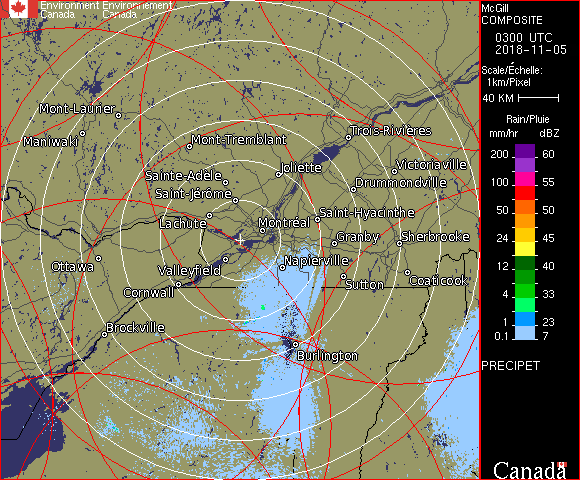 Environment Environnement
Canada Canada
McGill
COMPOSITE
0300 UTC
2018-11-05
Scale/Échelle:
1km/Pixel
40 KM
Rain/Pluie
mm/hr dBZ
200 60
155
100 55
50 50
24 45
12 40
4 33
1 23
0.1 7
PRECIPET
Canada
Mont-Laurier
Maniwaki
Mont-Tremblant
Trois-Rivières
Sainte-Adèle
Joliette
Victoriaville
Saint-Jérôme
Drummondville
Lachute
Montréal
Saint-Hyacinthe
Granby
Sherbrooke
Ottawa
Valleyfield
Napierville
Cornwall
Sutton
Coaticook
Brockville
Burlington